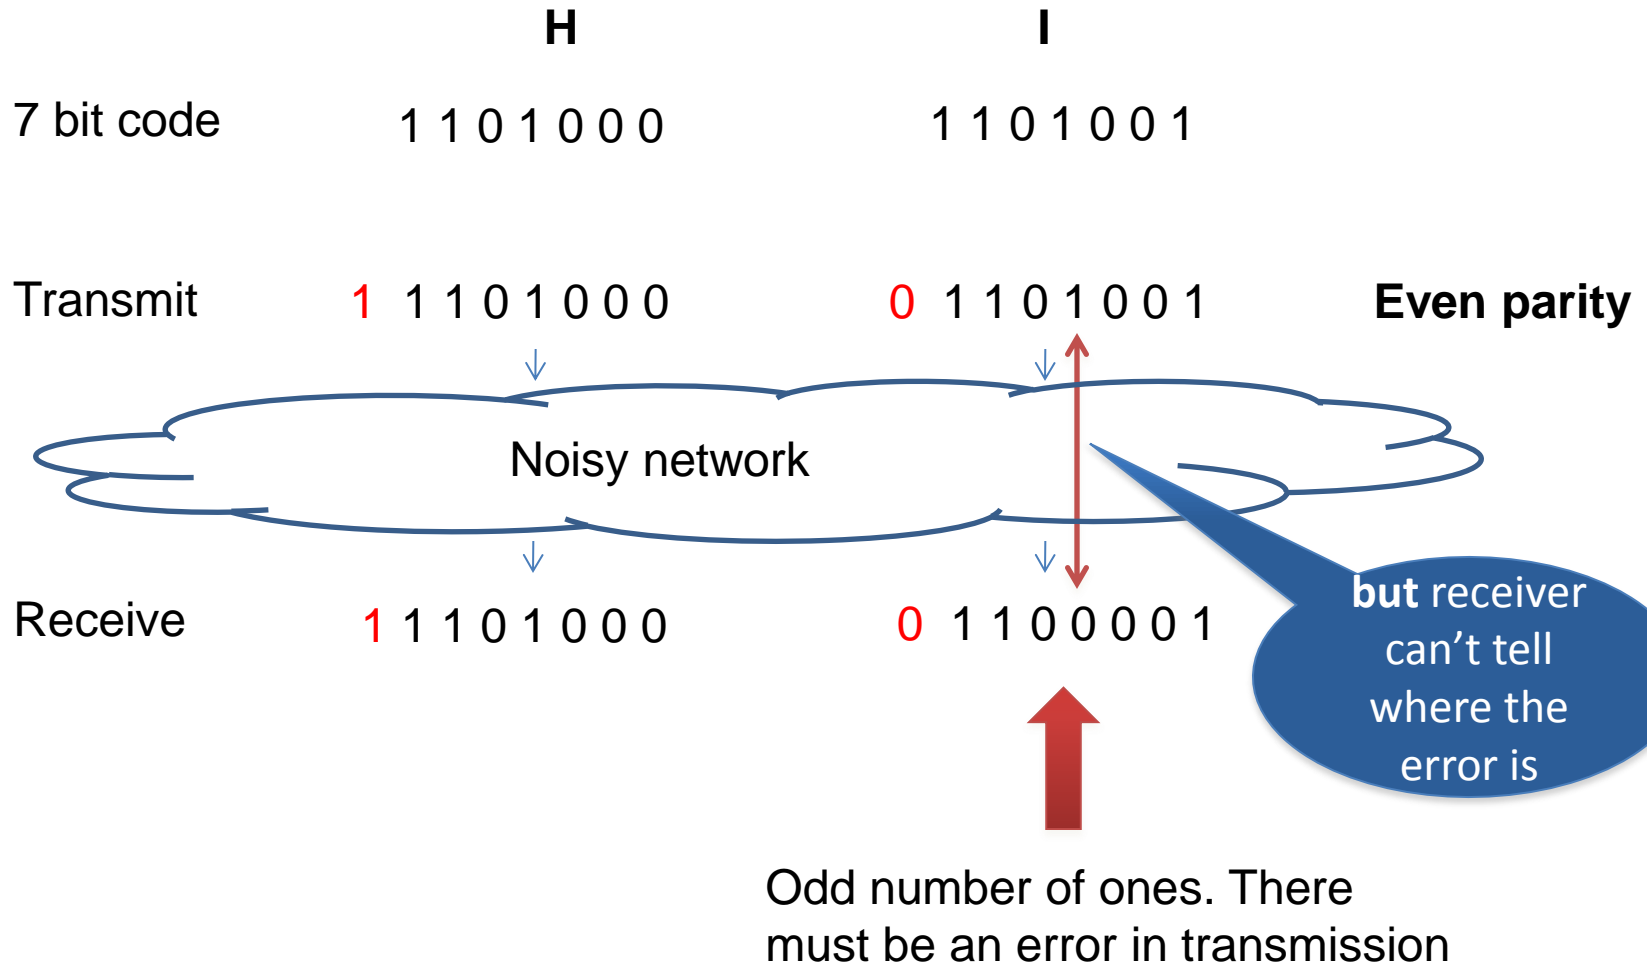 H I
7 bit code 1 1 0 1 0 0 0 1 1 0 1 0 0 1
Transmit 1 1 1 0 1 0 0 0 0 1 1 0 1 0 0 1 Even parity
Noisy network
Receive 1 1 1 0 1 0 0 0 0 1 1 0 0 0 0 1
but receiver
can't tell
where the
error is
Odd number of ones. There
must be an error in transmission